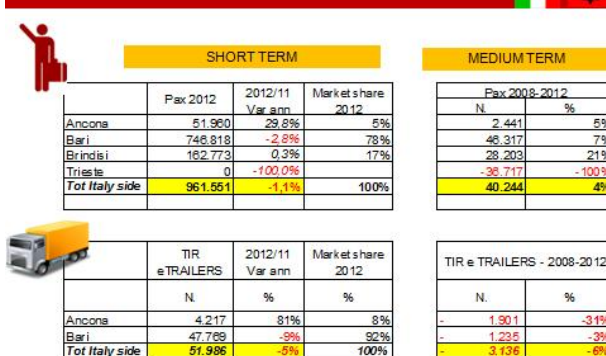 SHORT TERM
MEDIUM TERM
Pax 2012 2012/11 Var ann Market share 2012
Pax 2008-2012
N. %
Ancona 51.960 29,8% 5% 2.441 5%
Bari 746.818 -2,8% 78% 46.317 7%
Brindisi 162.773 0,3% 17% 28.203 21%
Trieste 0 -100,0% -36.717 -100%
Tot Italy side 961.551 -1,1% 100% 40.244 4%
TIR eTRAILERS 2012/11 Var ann Market share 2012
TIR e TRAILERS - 2008-2012
N. % % N. %
Ancona 4.217 81% 8% - 1.901 -31%
Bari 47.769 -9% 92% - 1.235 -3%
Tot Italy side 51.986 -5% 100% - 3.136 -6%